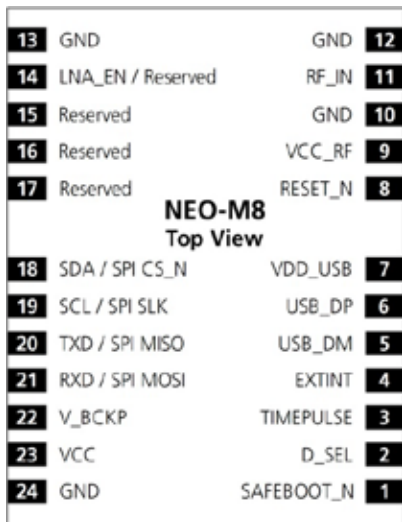 13 GND GND 12
14 LNA_EN / Reserved RF_IN 11
15 Reserved GND 10
16 Reserved VCC_RF 9
17 Reserved RESET_N 8
NEO-M8
Top View
18 SDA / SPI CS_N VDD_USB 7
19 SCL / SPI SLK USB_DP 6
20 TXD / SPI MISO USB_DM 5
21 RXD / SPI MOSI EXTINT 4
22 V_BCKP TIMEPULSE 3
23 VCC D_SEL 2
24 GND SAFEBOOT_N 1